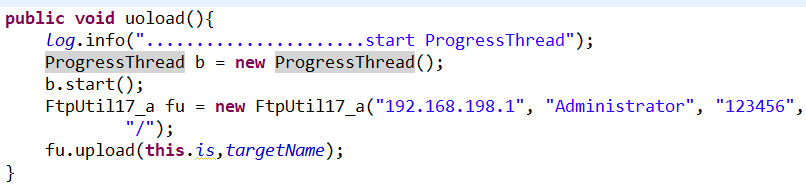 public void uoload(){
log.info("......................start ProgressThread");
ProgressThread b = new ProgressThread();
b.start();
FtpUtil17_a fu = new FtpUtil17_a("192.168.198.1", "Administrator", "123456",
"/");
fu.upload(this.is,targetName);
}